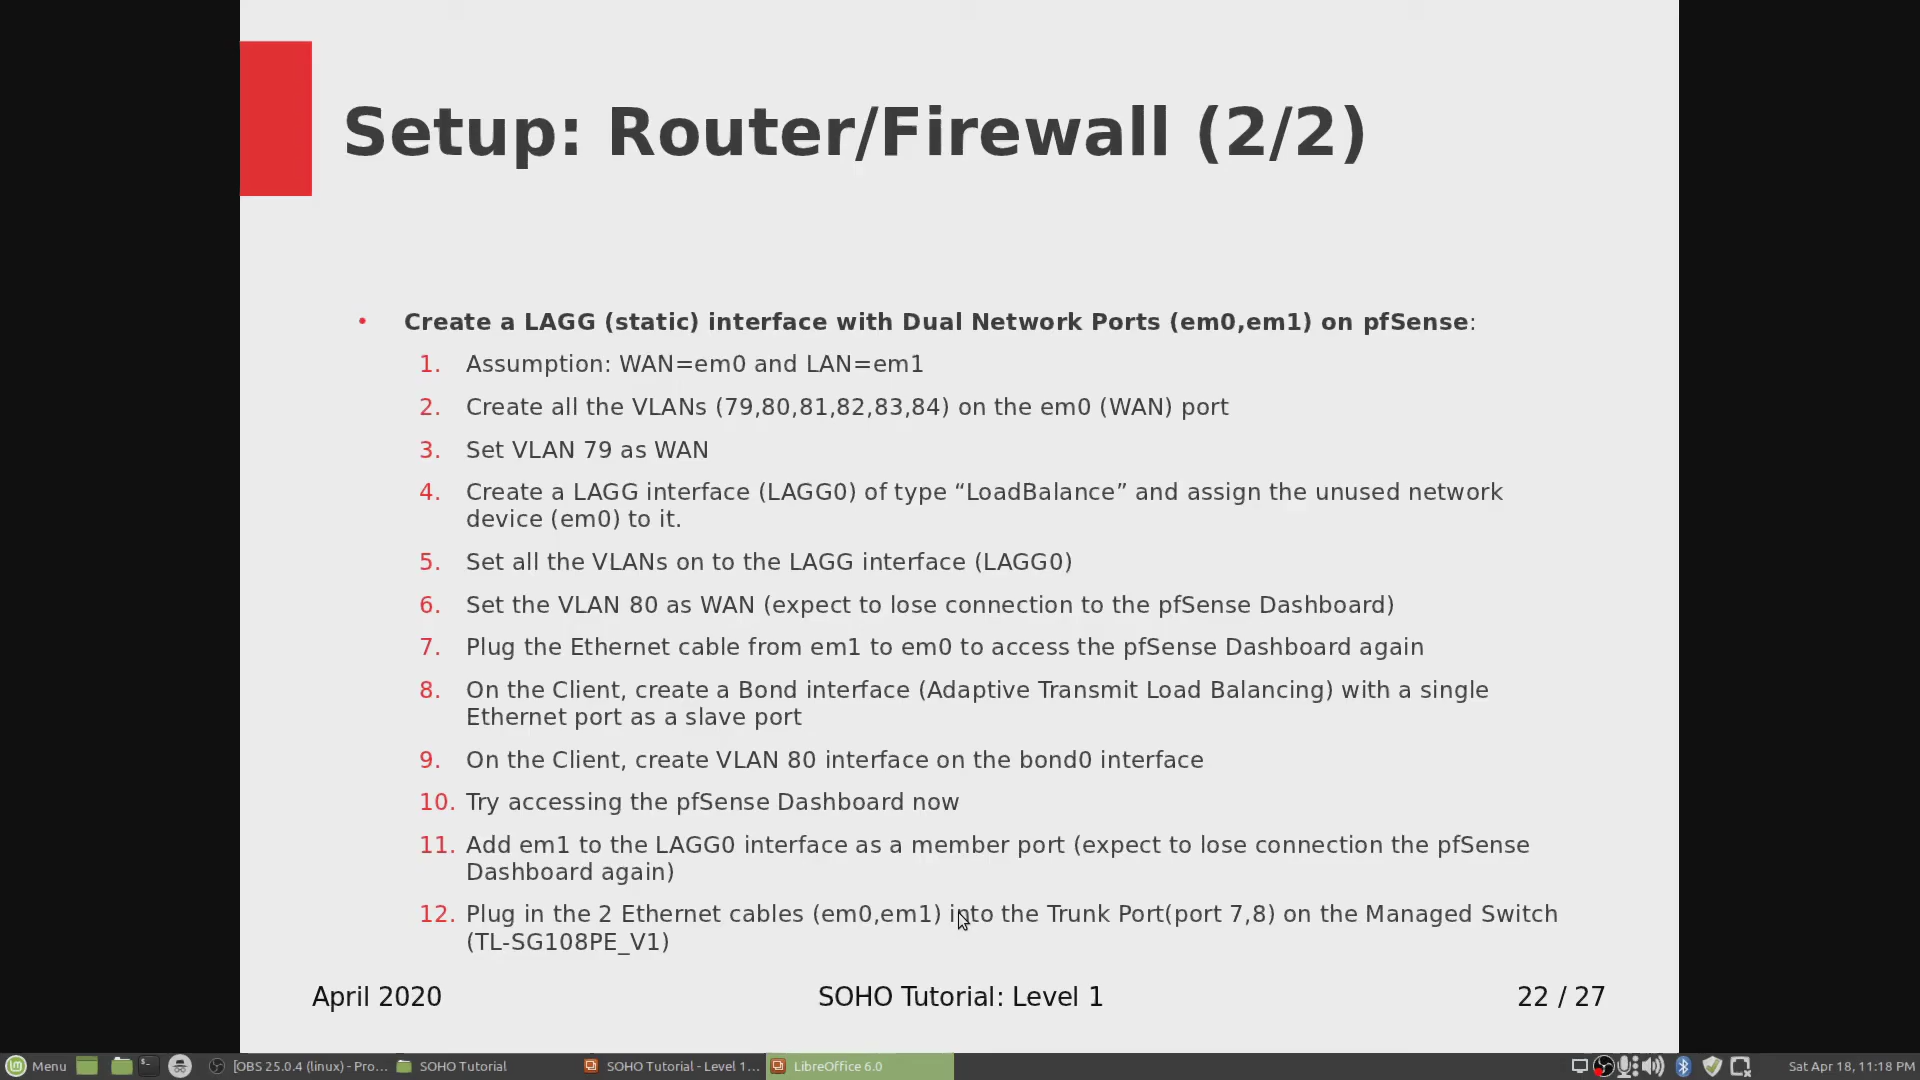 Setup: Router/Firewall (2/2)
• Create a LAGG (static) interface with Dual Network Ports (em0,em1) on pfSense:
1. Assumption: WAN=em0 and LAN=em1
2. Create all the VLANs (79,80,81,82,83,84) on the em0 (WAN) port
3. Set VLAN 79 as WAN
4. Create a LAGG interface (LAGG0) of type “LoadBalance” and assign the unused network
device (em0) to it.
5. Set all the VLANs on to the LAGG interface (LAGG0)
6. Set the VLAN 80 as WAN (expect to lose connection to the pfSense Dashboard)
7. Plug the Ethernet cable from em1 to em0 to access the pfSense Dashboard again
8. On the Client, create a Bond interface (Adaptive Transmit Load Balancing) with a single
Ethernet port as a slave port
9. On the Client, create VLAN 80 interface on the bond0 interface
10. Try accessing the pfSense Dashboard now
11. Add em1 to the LAGG0 interface as a member port (expect to lose connection the pfSense
Dashboard again)
12. Plug in the 2 Ethernet cables (em0,em1) into the Trunk Port(port 7,8) on the Managed Switch
(TL-SG108PE_V1)
April 2020 SOHO Tutorial: Level 1 22 / 27
Menu [OBS 25.0.4 (linux) - Pro... SOHO Tutorial SOHO Tutorial - Level 1... LibreOffice 6.0 Sat Apr 18, 11:18 PM